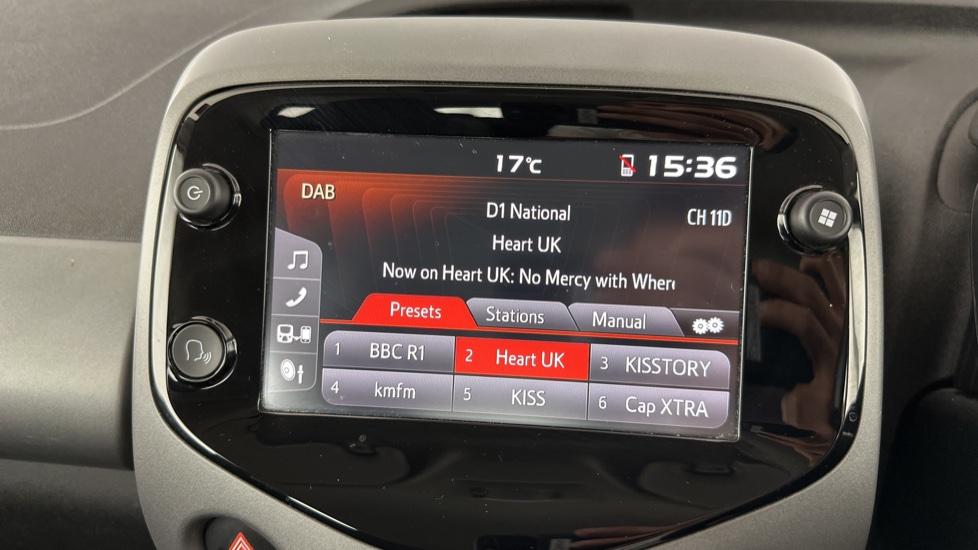 17°C 15:36
DAB
D1 National CH 11D
Heart UK
Now on Heart UK: No Mercy with Where
Presets Stations Manual
1 BBC R1 2 Heart UK 3 KISSTORY
4 kmfm 5 KISS 6 Cap XTRA